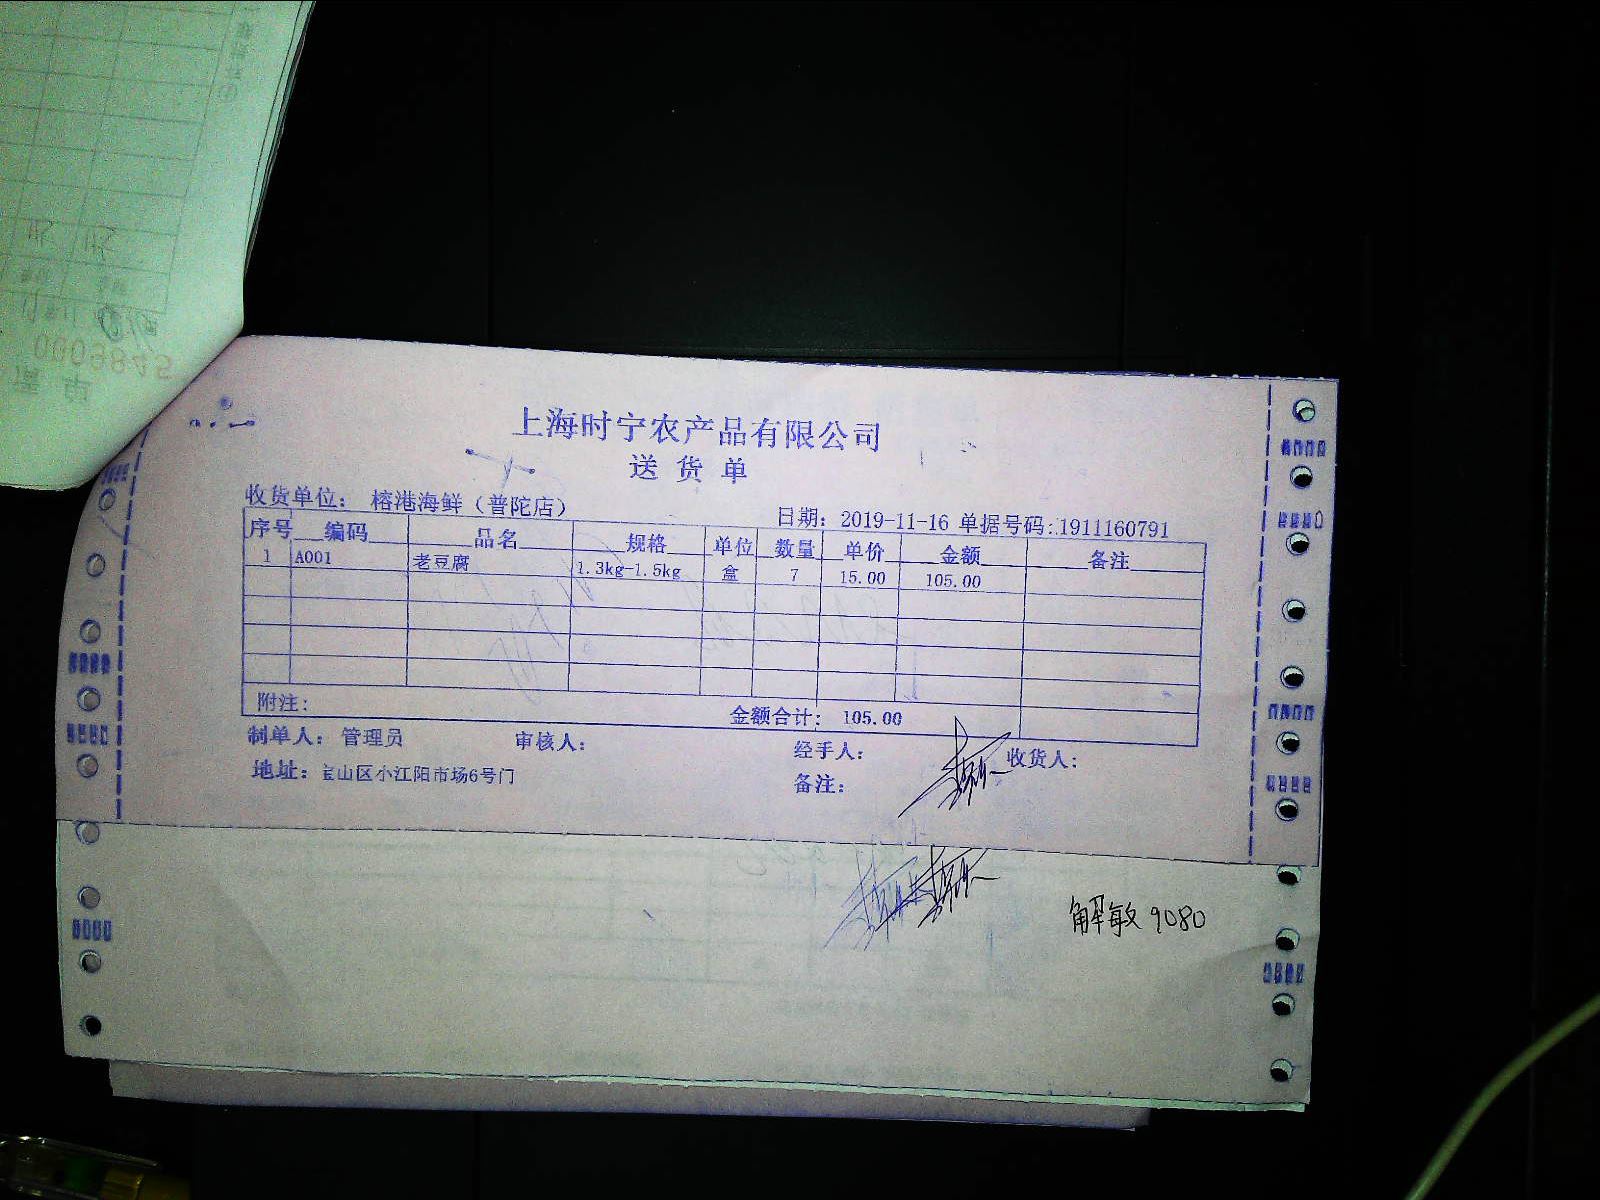 上海时宁农产品有限公司
送货单
收货单位： 榕港海鲜（普陀店） 日期：2019-11-16 单据号码：1911160791
序号 编码 品名 规格 单位 数量 单价 金额 备注
1 A001 老豆腐 1.3kg-1.5kg 盒 7 15.00 105.00
附注： 金额合计： 105.00
制单人： 管理员 审核人： 经手人： 收货人：
地址：宝山区小江阳市场6号门 备注：
解敏 9080
0003845